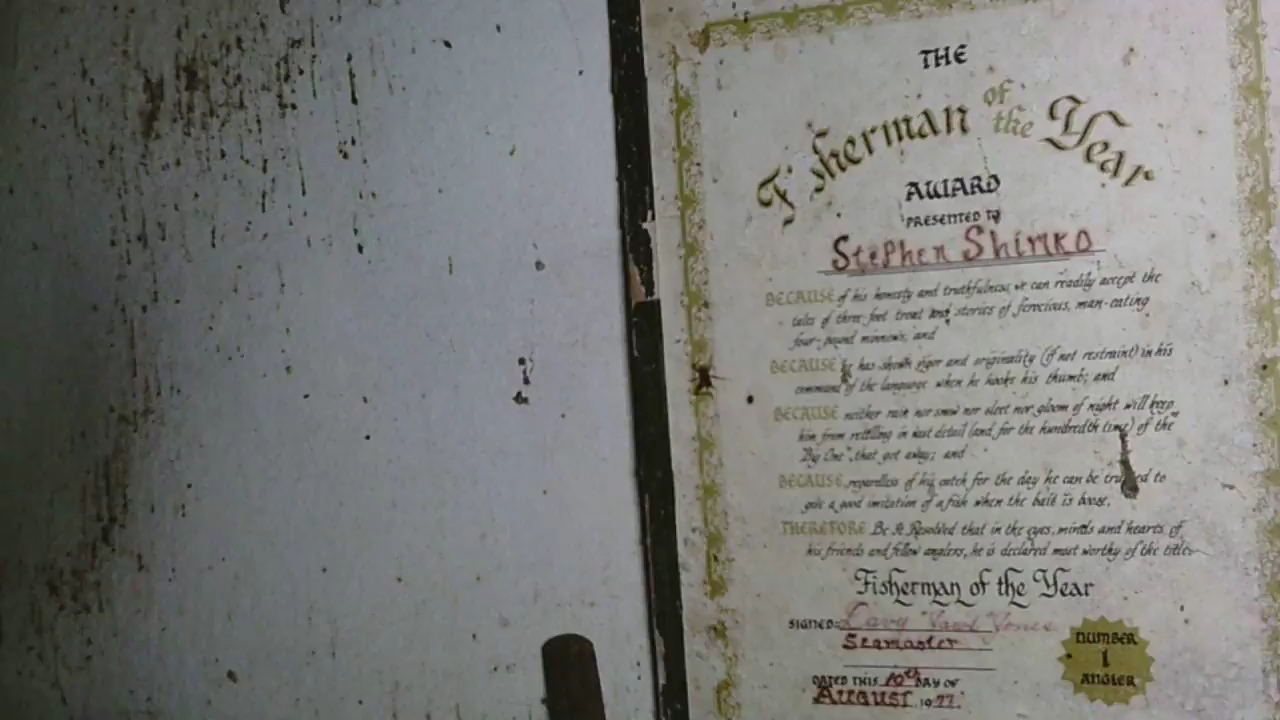 THE
Fisherman of the Year
AWARD
PRESENTED TO
Stephen Shimko
BECAUSE of his honesty and truthfulness, we can readily accept the
tales of three-foot trout and stories of ferocious, man-eating
four-pound minnows; and
BECAUSE he has shown vigor and originality (if not restraint) in his
command of the language when he hooks his thumb; and
BECAUSE neither rain nor snow nor sleet nor gloom of night will keep
him from retelling in last detail (and for the hundredth time) of the
"Big One", that got away; and
BECAUSE, regardless of his catch for the day he can be trusted to
give a good imitation of a fish when the bait is booze,
THEREFORE Be It Resolved that in the eyes, minds and hearts of
his friends and fellow anglers, he is declared most worthy of the title
Fisherman of the Year
SIGNED: Davy Jones
Seamaster
DATED THIS 10th DAY OF
AUGUST 1977
NUMBER
1
ANGLER